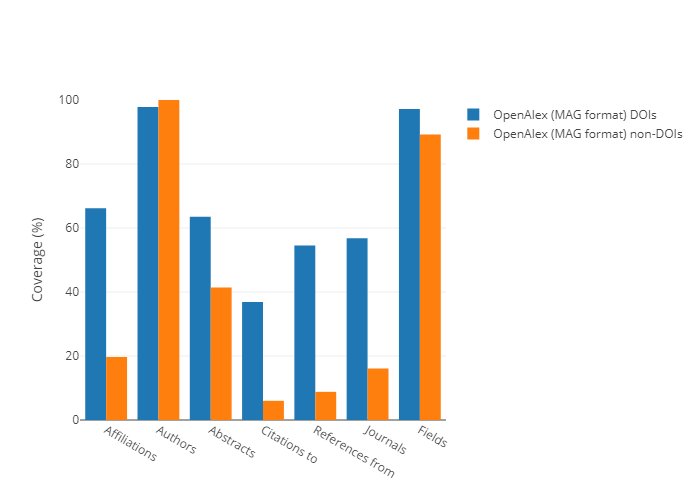 100
80
60
40
20
0
Coverage (%)
Affiliations
Authors
Abstracts
Citations to
References from
Journals
Fields
OpenAlex (MAG format) DOIs
OpenAlex (MAG format) non-DOIs